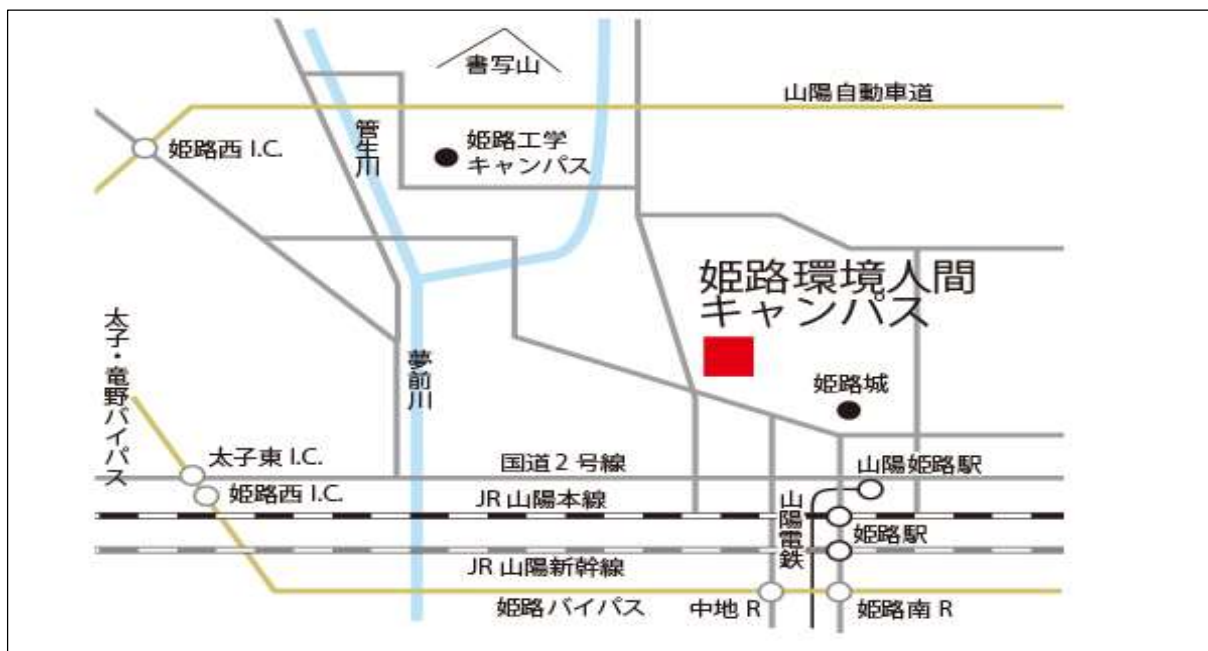 書写山
山陽自動車道
姫路西 I.C.
管生川
姫路工学
キャンパス
姫路環境人間
キャンパス
8
太子・竜野バイパス
夢前川
姫路城
太子東 I.C.
国道2号線
山陽姫路駅
姫路西 I.C.
JR 山陽本線
山陽電鉄
姫路駅
JR 山陽新幹線
姫路バイパス
中地 R
姫路南 R